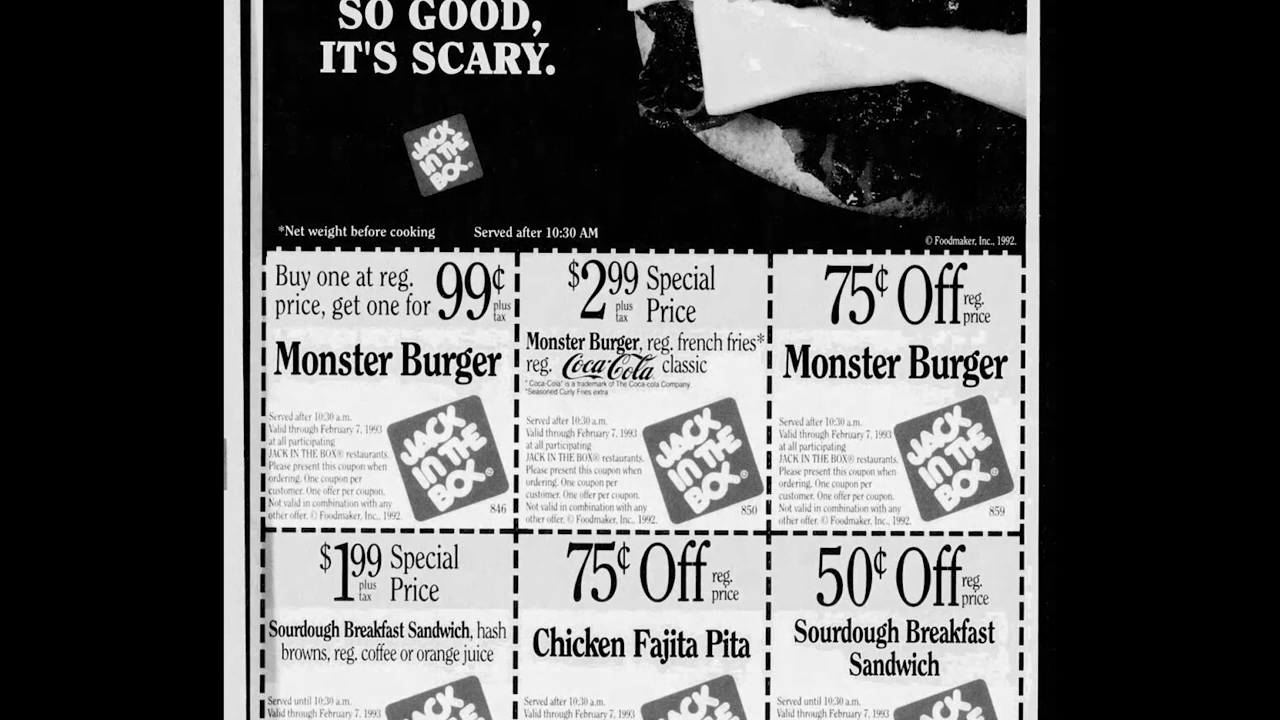 SO GOOD,
IT'S SCARY.
JACK
IN THE
BOX®
*Net weight before cooking Served after 10:30 AM
© Foodmaker, Inc., 1992.
Buy one at reg.
price, get one for 99¢ plus tax
Monster Burger
Served after 10:30 a.m.
Valid through February 7, 1993
at all participating
JACK IN THE BOX® restaurants.
Please present this coupon when
ordering. One coupon per
customer. One offer per coupon.
Not valid in combination with any
other offer. © Foodmaker, Inc., 1992.
JACK
IN THE
BOX®
846
$2.99 plus tax Special
Price
Monster Burger, reg. french fries*
reg. Coca-Cola classic
"Coca-Cola" is a trademark of The Coca-cola Company
*Seasoned Curly Fries extra
Served after 10:30 a.m.
Valid through February 7, 1993
at all participating
JACK IN THE BOX® restaurants.
Please present this coupon when
ordering. One coupon per
customer. One offer per coupon.
Not valid in combination with any
other offer. © Foodmaker, Inc., 1992.
JACK
IN THE
BOX®
850
75¢ Off reg. price
Monster Burger
Served after 10:30 a.m.
Valid through February 7, 1993
at all participating
JACK IN THE BOX® restaurants.
Please present this coupon when
ordering. One coupon per
customer. One offer per coupon.
Not valid in combination with any
other offer. © Foodmaker, Inc., 1992.
JACK
IN THE
BOX®
859
$1.99 plus tax Special
Price
Sourdough Breakfast Sandwich, hash
browns, reg. coffee or orange juice
Served until 10:30 a.m.
Valid through February 7, 1993
JACK
75¢ Off reg. price
Chicken Fajita Pita
Served after 10:30 a.m.
Valid through February 7, 1993
JACK
50¢ Off reg. price
Sourdough Breakfast
Sandwich
Served until 10:30 a.m.
Valid through February 7, 1993
JACK